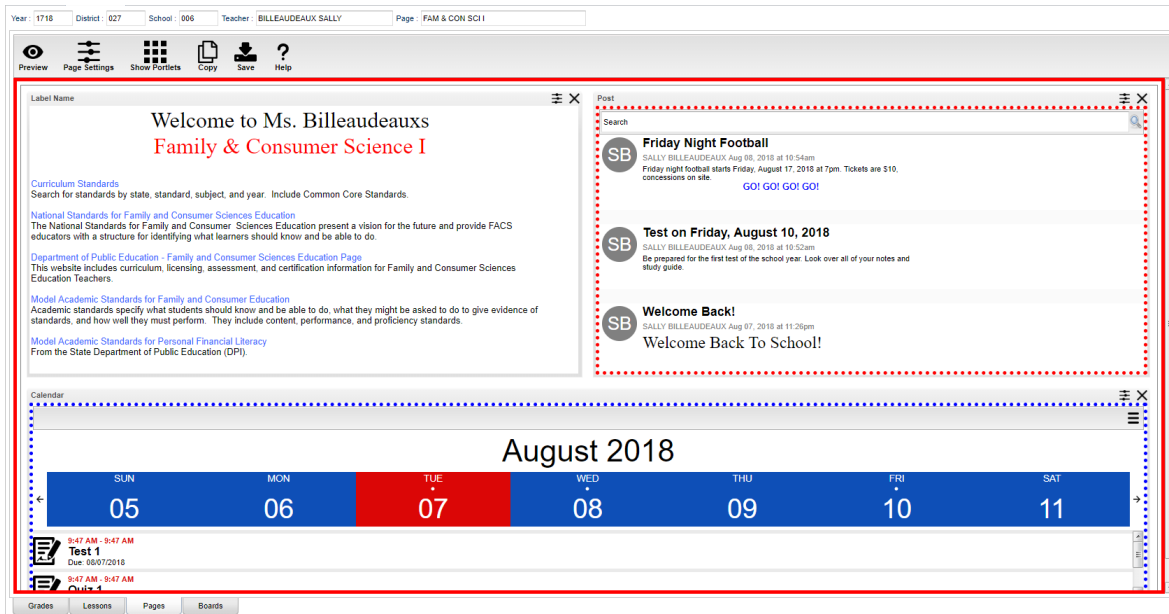 Year : 1718 District : 027 School : 006 Teacher : BILLEAUDEAUX SALLY Page : FAM & CON SCI I
Preview Page Settings Show Portlets Copy Save Help
Label Name
Welcome to Ms. Billeaudeauxs
Family & Consumer Science I
Curriculum Standards
Search for standards by state, standard, subject, and year. Include Common Core Standards.
National Standards for Family and Consumer Sciences Education
The National Standards for Family and Consumer Sciences Education present a vision for the future and provide FACS
educators with a structure for identifying what learners should know and be able to do.
Department of Public Education - Family and Consumer Sciences Education Page
This website includes curriculum, licensing, assessment, and certification information for Family and Consumer Sciences
Education Teachers.
Model Academic Standards for Family and Consumer Education
Academic standards specify what students should know and be able to do, what they might be asked to do to give evidence of
standards, and how well they must perform. They include content, performance, and proficiency standards.
Model Academic Standards for Personal Financial Literacy
From the State Department of Public Education (DPI).
Post
Search
SB
Friday Night Football
SALLY BILLEAUDEAUX Aug 08, 2018 at 10:54am
Friday night football starts Friday, August 17, 2018 at 7pm. Tickets are $10,
concessions on site.
GO! GO! GO! GO!
SB
Test on Friday, August 10, 2018
SALLY BILLEAUDEAUX Aug 08, 2018 at 10:52am
Be prepared for the first test of the school year. Look over all of your notes and
study guide.
SB
Welcome Back!
SALLY BILLEAUDEAUX Aug 07, 2018 at 11:26pm
Welcome Back To School!
Calendar
August 2018
SUN MON TUE WED THU FRI SAT
05 06 07 08 09 10 11
9:47 AM - 9:47 AM
Test 1
Due: 08/07/2018
9:47 AM - 9:47 AM
Quiz 1
Grades Lessons Pages Boards